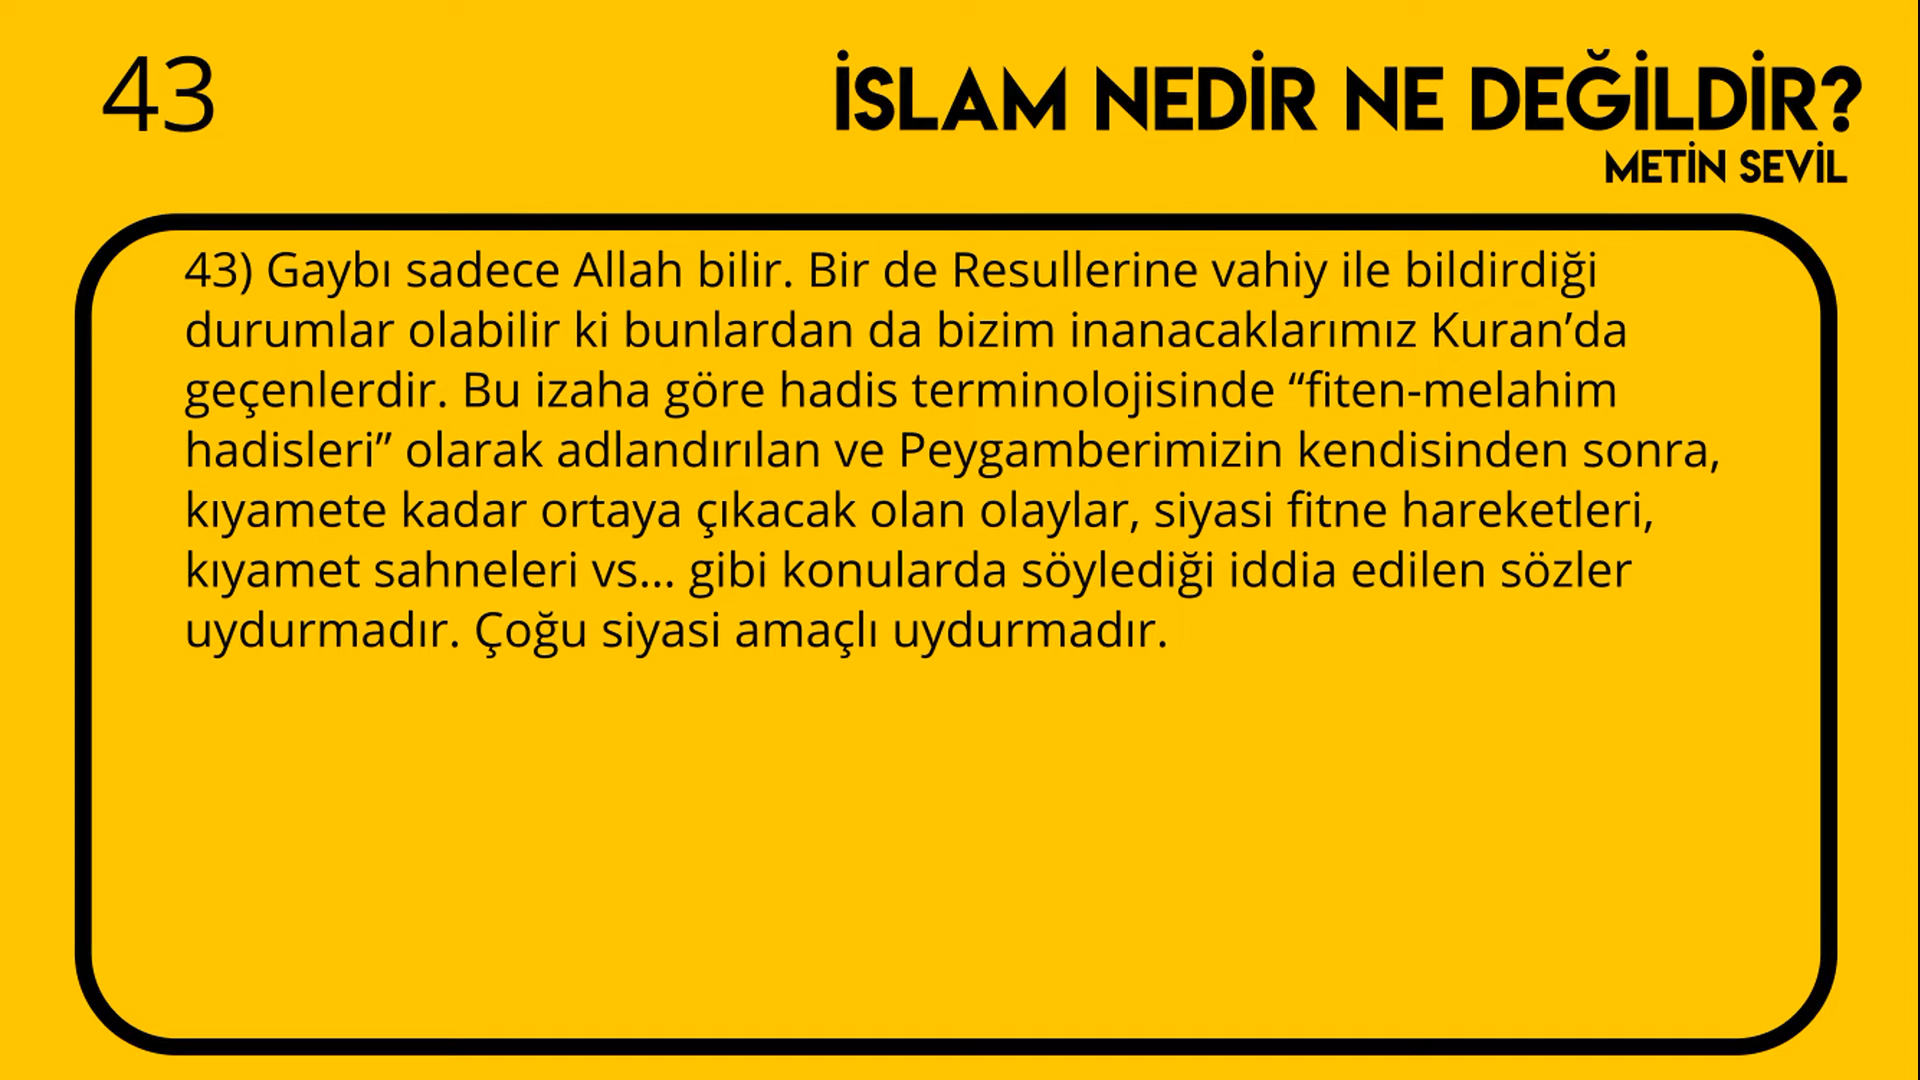 43
İSLAM NEDİR NE DEĞİLDİR?
METİN SEVİL
43) Gaybı sadece Allah bilir. Bir de Resullerine vahiy ile bildirdiği
durumlar olabilir ki bunlardan da bizim inanacaklarımız Kuran’da
geçenlerdir. Bu izaha göre hadis terminolojisinde “fiten-melahim
hadisleri” olarak adlandırılan ve Peygamberimizin kendisinden sonra,
kıyamete kadar ortaya çıkacak olan olaylar, siyasi fitne hareketleri,
kıyamet sahneleri vs... gibi konularda söylediği iddia edilen sözler
uydurmadır. Çoğu siyasi amaçlı uydurmadır.